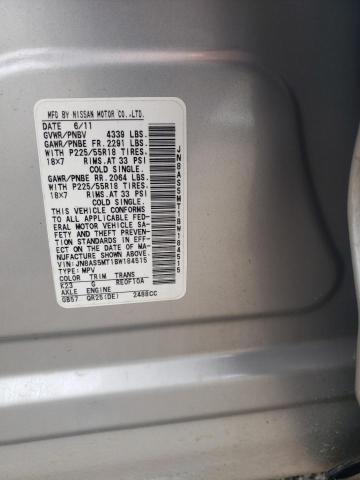 MFD BY NISSAN MOTOR CO.,LTD.
DATE 6/11
GVWR/PNBV 4339 LBS.
GAWR/PNBE FR.2291 LBS.
WITH P225/55R18 TIRES.
18x7 RIMS.AT 33 PSI
COLD SINGLE.
GAWR/PNBE RR.2064 LBS.
WITH P225/55R18 TIRES.
18x7 RIMS.AT 33 PSI
COLD SINGLE.
THIS VEHICLE CONFORMS
TO ALL APPLICABLE FED-
ERAL MOTOR VEHICLE SA-
FETY AND THEFT PREVEN-
TION STANDARDS IN EFF-
ECT ON THE DATE OF MA-
NUFACTURE SHOWN ABOVE.
VIN:JN8AS5MT1BW184515
TYPE:MPV
COLOR TRIM TRANS
K23 G RE0F10A
AXLE ENGINE
GB57 QR25(DE) 2488CC
JN8AS5MT1BW184515